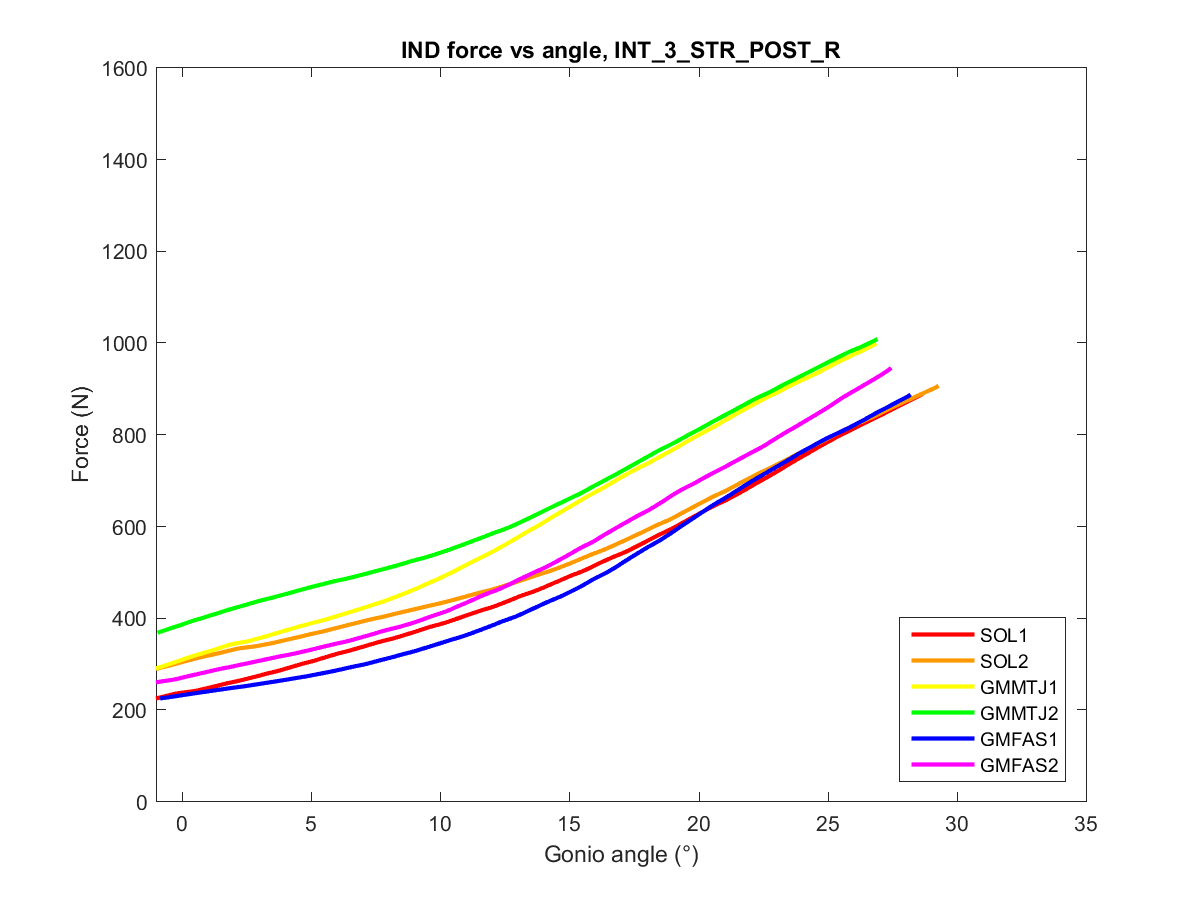 IND force vs angle, INT_3_STR_POST_R
1600
1400
1200
1000
800
600
400
200
0
Force (N)
0 5 10 15 20 25 30 35
Gonio angle (°)
SOL1
SOL2
GMMTJ1
GMMTJ2
GMFAS1
GMFAS2